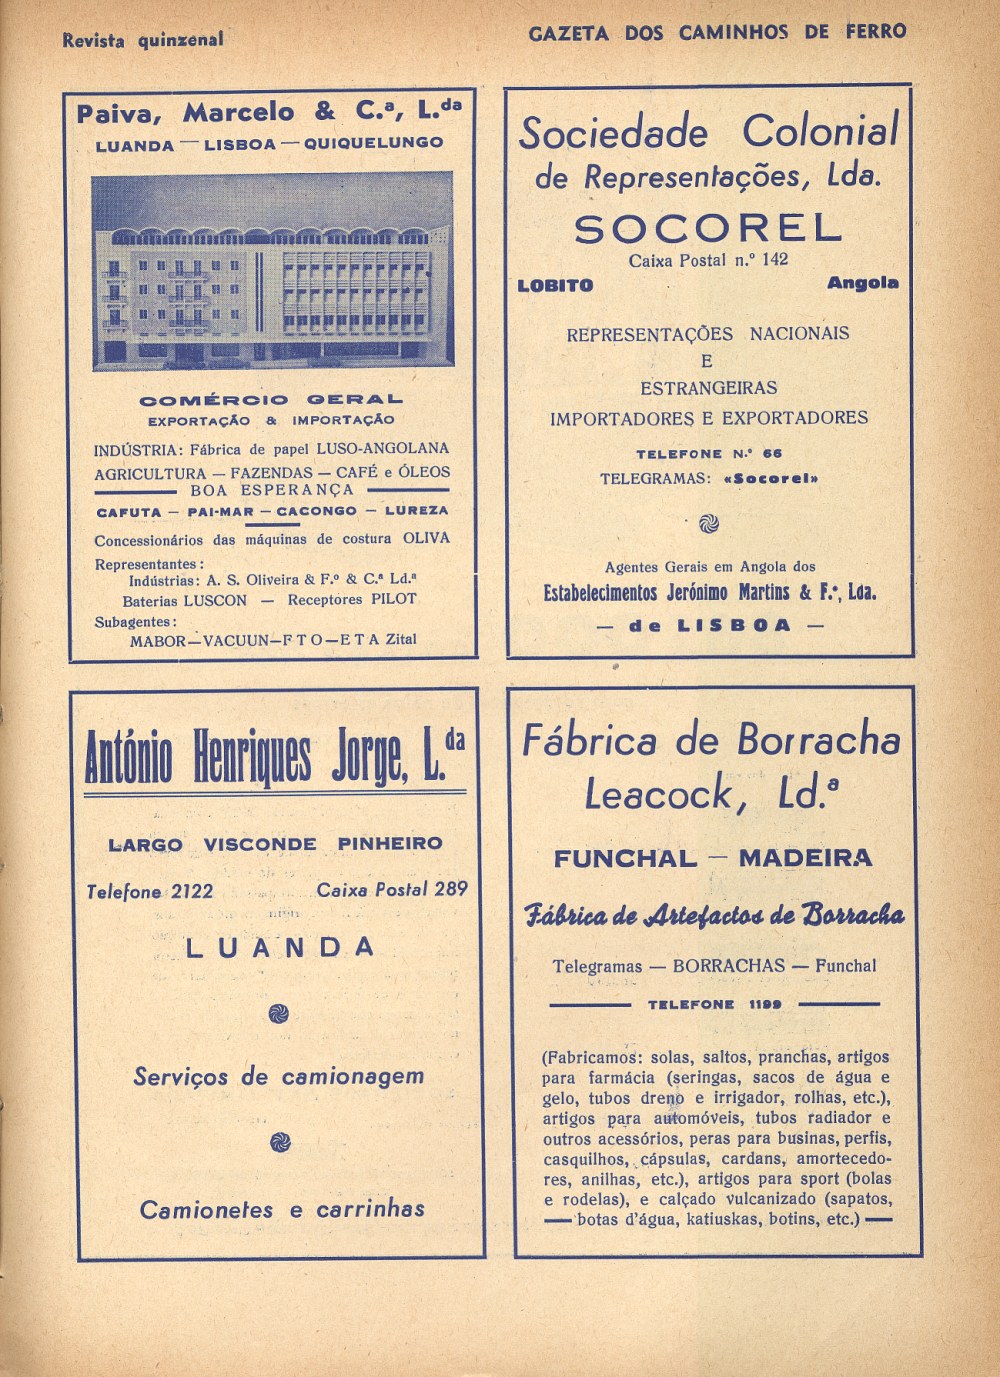 Revista quinzenal
GAZETA DOS CAMINHOS DE FERRO
Paiva, Marcelo & C.ª, L.da
LUANDA — LISBOA — QUIQUELUNGO
COMÉRCIO GERAL
EXPORTAÇÃO & IMPORTAÇÃO
INDÚSTRIA: Fábrica de papel LUSO-ANGOLANA
AGRICULTURA — FAZENDAS — CAFÉ e ÓLEOS
BOA ESPERANÇA
CAFUTA — PAI-MAR — CACONGO — LUREZA
Concessionários das máquinas de costura OLIVA
Representantes:
Indústrias: A. S. Oliveira & F.º & C.ª Ld.ª
Baterias LUSCON — Receptores PILOT
Subagentes:
MABOR—VACUUN—F T O—E T A Zital
Sociedade Colonial
de Representações, Lda.
SOCOREL
Caixa Postal n.º 142
LOBITO Angola
REPRESENTAÇÕES NACIONAIS
E
ESTRANGEIRAS
IMPORTADORES E EXPORTADORES
TELEFONE N.º 66
TELEGRAMAS: «Socorel»
Agentes Gerais em Angola dos
Estabelecimentos Jerónimo Martins & F.º, Lda.
— de LISBOA —
António Henriques Jorge, L.da
LARGO VISCONDE PINHEIRO
Telefone 2122 Caixa Postal 289
LUANDA
Serviços de camionagem
Camionetes e carrinhas
Fábrica de Borracha
Leacock, Ld.ª
FUNCHAL — MADEIRA
Fábrica de Artefactos de Borracha
Telegramas — BORRACHAS — Funchal
TELEFONE 1199
(Fabricamos: solas, saltos, pranchas, artigos
para farmácia (seringas, sacos de água e
gelo, tubos dreno e irrigador, rolhas, etc.),
artigos para automóveis, tubos radiador e
outros acessórios, peras para businas, perfis,
casquilhos, cápsulas, cardans, amortecedo-
res, anilhas, etc.), artigos para sport (bolas
e rodelas), e calçado vulcanizado (sapatos,
botas d'água, katiuskas, botins, etc.)